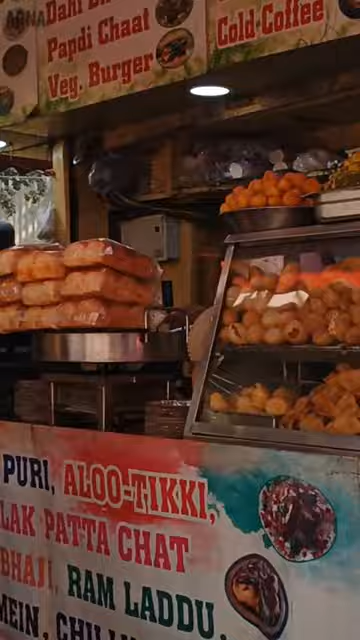 Dahi
Papdi Chaat
Veg. Burger
Cold-Coffee
PURI, ALOO-TIKKI,
LAK PATTA CHAT
BHAJI, RAM LADDU,
MEIN,